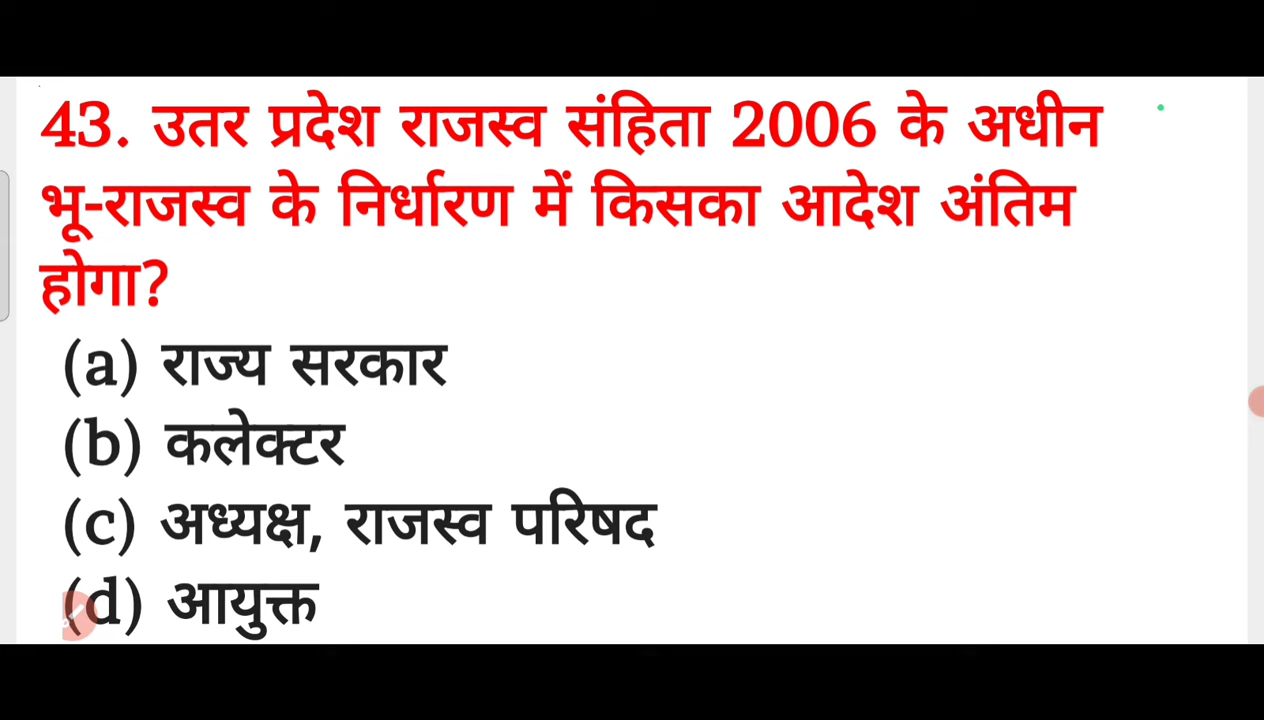 43. उतर प्रदेश राजस्व संहिता 2006 के अधीन
भू-राजस्व के निर्धारण में किसका आदेश अंतिम
होगा?
(a) राज्य सरकार
(b) कलेक्टर
(c) अध्यक्ष, राजस्व परिषद
(d) आयुक्त